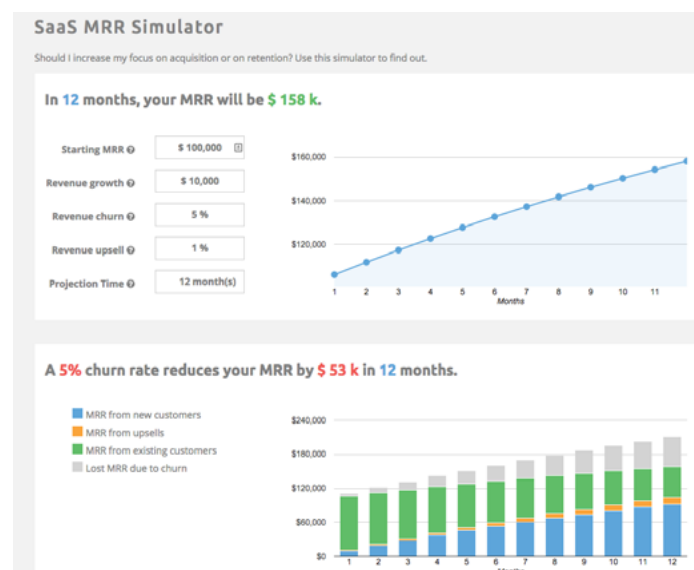 SaaS MRR Simulator
Should I increase my focus on acquisition or on retention? Use this simulator to find out.
In 12 months, your MRR will be $ 158 k.
Starting MRR
$ 100,000
Revenue growth
$ 10,000
Revenue churn
5 %
Revenue upsell
1 %
Projection Time
12 month(s)
$160,000
$140,000
$120,000
1 2 3 4 5 6 7 8 9 10 11
Months
A 5% churn rate reduces your MRR by $ 53 k in 12 months.
MRR from new customers
MRR from upsells
MRR from existing customers
Lost MRR due to churn
$240,000
$180,000
$120,000
$60,000
$0
1 2 3 4 5 6 7 8 9 10 11 12